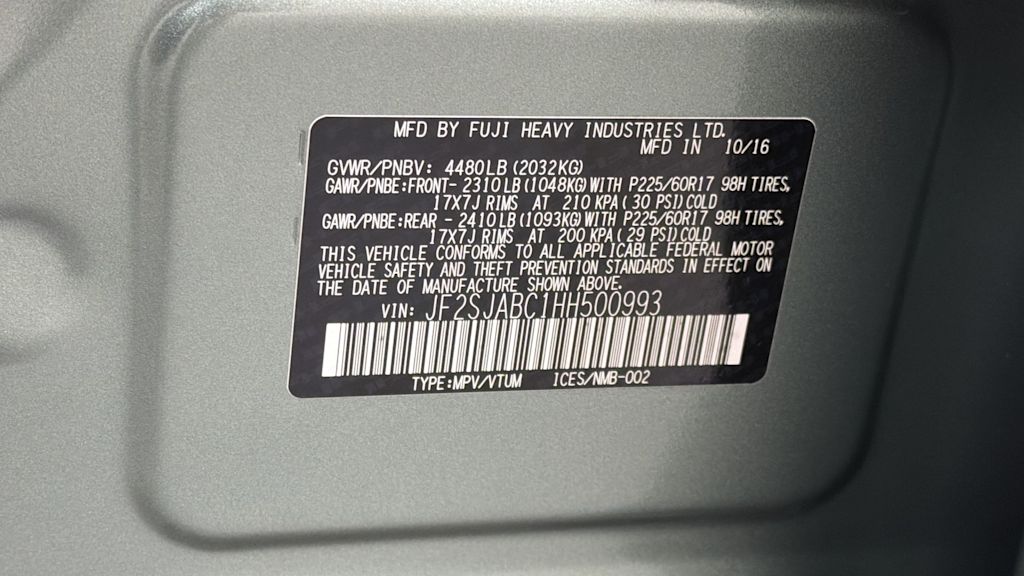 MFD BY FUJI HEAVY INDUSTRIES LTD.
MFD IN 10/16
GVWR/PNBV: 4480LB (2032KG)
GAWR/PNBE:FRONT- 2310LB (1048KG) WITH P225/60R17 98H TIRES,
17X7J RIMS AT 210 KPA ( 30 PSI) COLD
GAWR/PNBE:REAR - 2410LB (1093KG) WITH P225/60R17 98H TIRES,
17X7J RIMS AT 200 KPA ( 29 PSI) COLD
THIS VEHICLE CONFORMS TO ALL APPLICABLE FEDERAL MOTOR
VEHICLE SAFETY AND THEFT PREVENTION STANDARDS IN EFFECT ON
THE DATE OF MANUFACTURE SHOWN ABOVE.
VIN: JF2SJABC1HH500993
TYPE:MPV/VTUM ICES/NMB-002